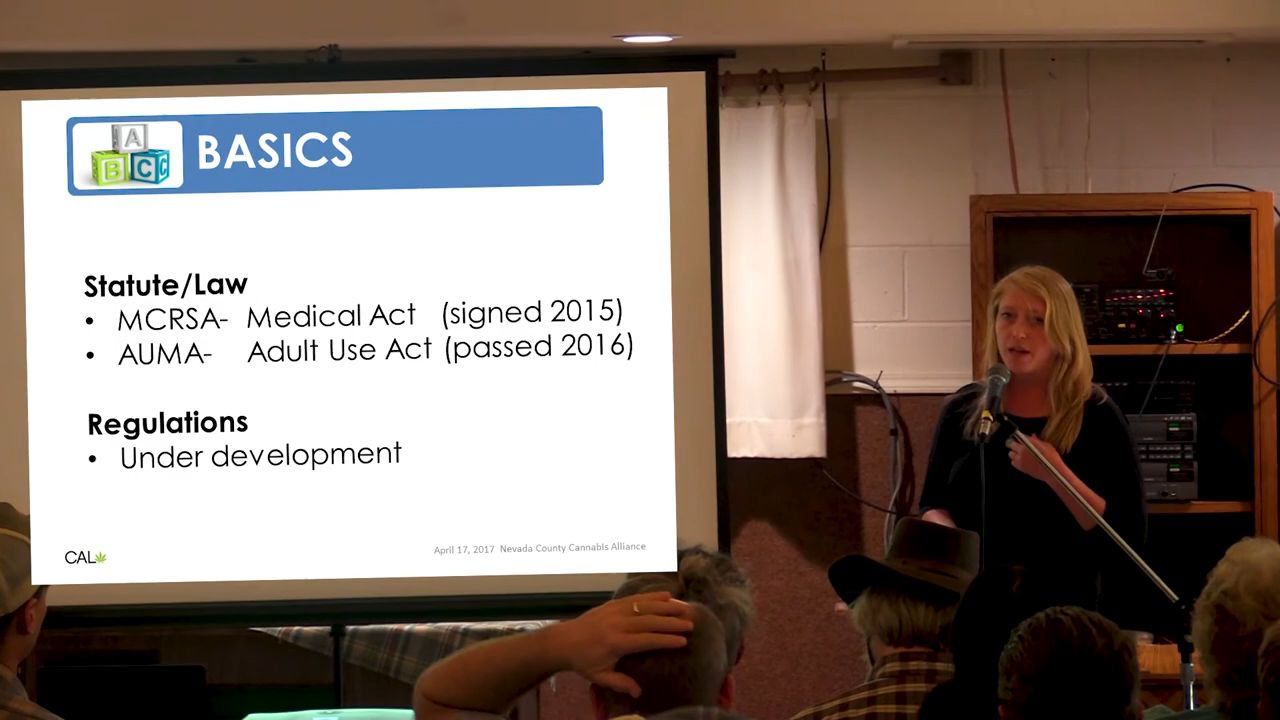 A
B C C
BASICS
Statute/Law
• MCRSA- Medical Act (signed 2015)
• AUMA- Adult Use Act (passed 2016)
Regulations
• Under development
CAL
April 17, 2017 Nevada County Cannabis Alliance